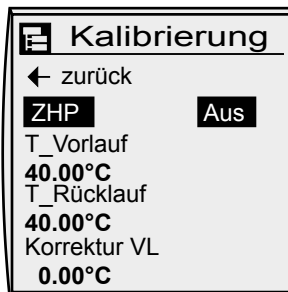 Kalibrierung
← zurück
ZHP Aus
T_Vorlauf
40.00°C
T_Rücklauf
40.00°C
Korrektur VL
0.00°C